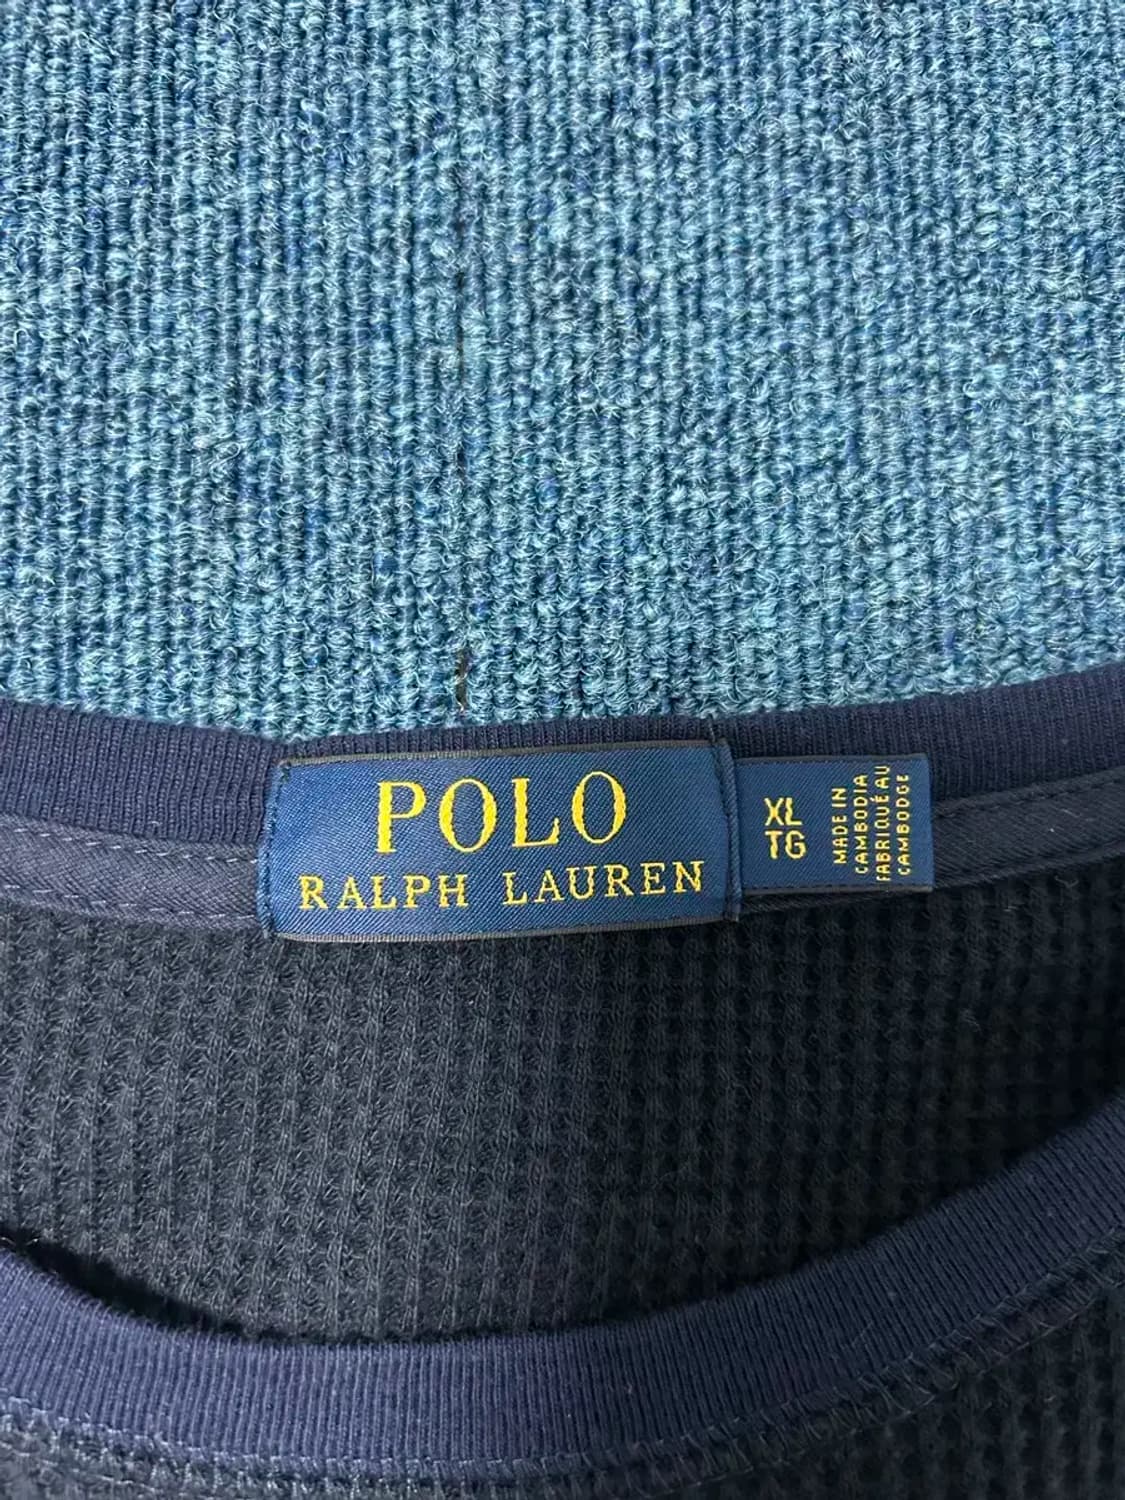 POLO
RALPH LAUREN
XL
TG
MADE IN
CAMBODIA
FABRIQUÉ AU
CAMBODGE